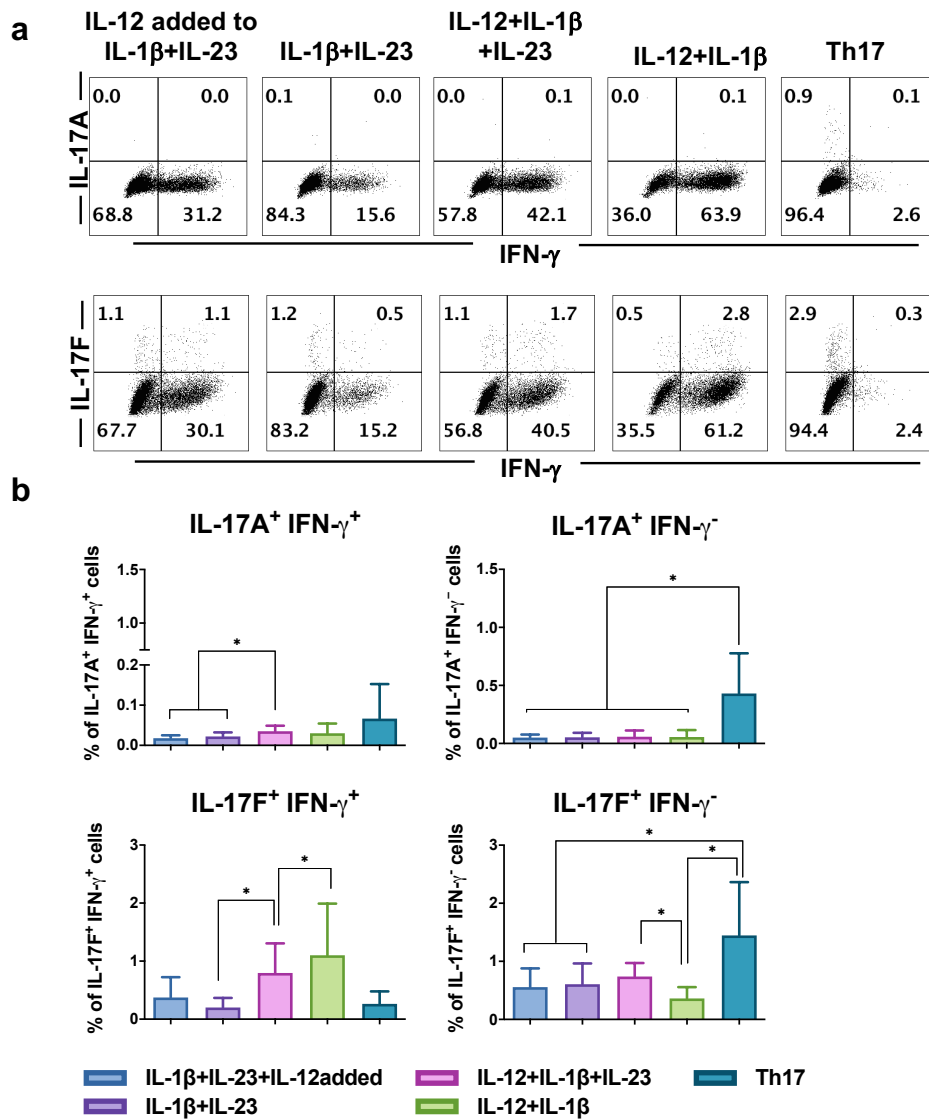 a
IL-12 added to
IL-1β+IL-23
IL-1β+IL-23
IL-12+IL-1β
+IL-23
IL-12+IL-1β
Th17
IL-17A
0.0 0.0
68.8 31.2
0.1 0.0
84.3 15.6
0.0 0.1
57.8 42.1
0.0 0.1
36.0 63.9
0.9 0.1
96.4 2.6
IFN-γ
IL-17F
1.1 1.1
67.7 30.1
1.2 0.5
83.2 15.2
1.1 1.7
56.8 40.5
0.5 2.8
35.5 61.2
2.9 0.3
94.4 2.4
IFN-γ
b
IL-17A⁺ IFN-γ⁺
% of IL-17A⁺ IFN-γ⁺ cells
1.5
1.0
0.2
0.1
0.0
*
IL-17A⁺ IFN-γ⁻
% of IL-17A⁺ IFN-γ⁻ cells
1.5
1.0
0.5
0.0
*
IL-17F⁺ IFN-γ⁺
% of IL-17F⁺ IFN-γ⁺ cells
3
2
1
0
*
*
IL-17F⁺ IFN-γ⁻
% of IL-17F⁺ IFN-γ⁻ cells
3
2
1
0
*
*
*
IL-1β+IL-23+IL-12added
IL-1β+IL-23
IL-12+IL-1β+IL-23
IL-12+IL-1β
Th17